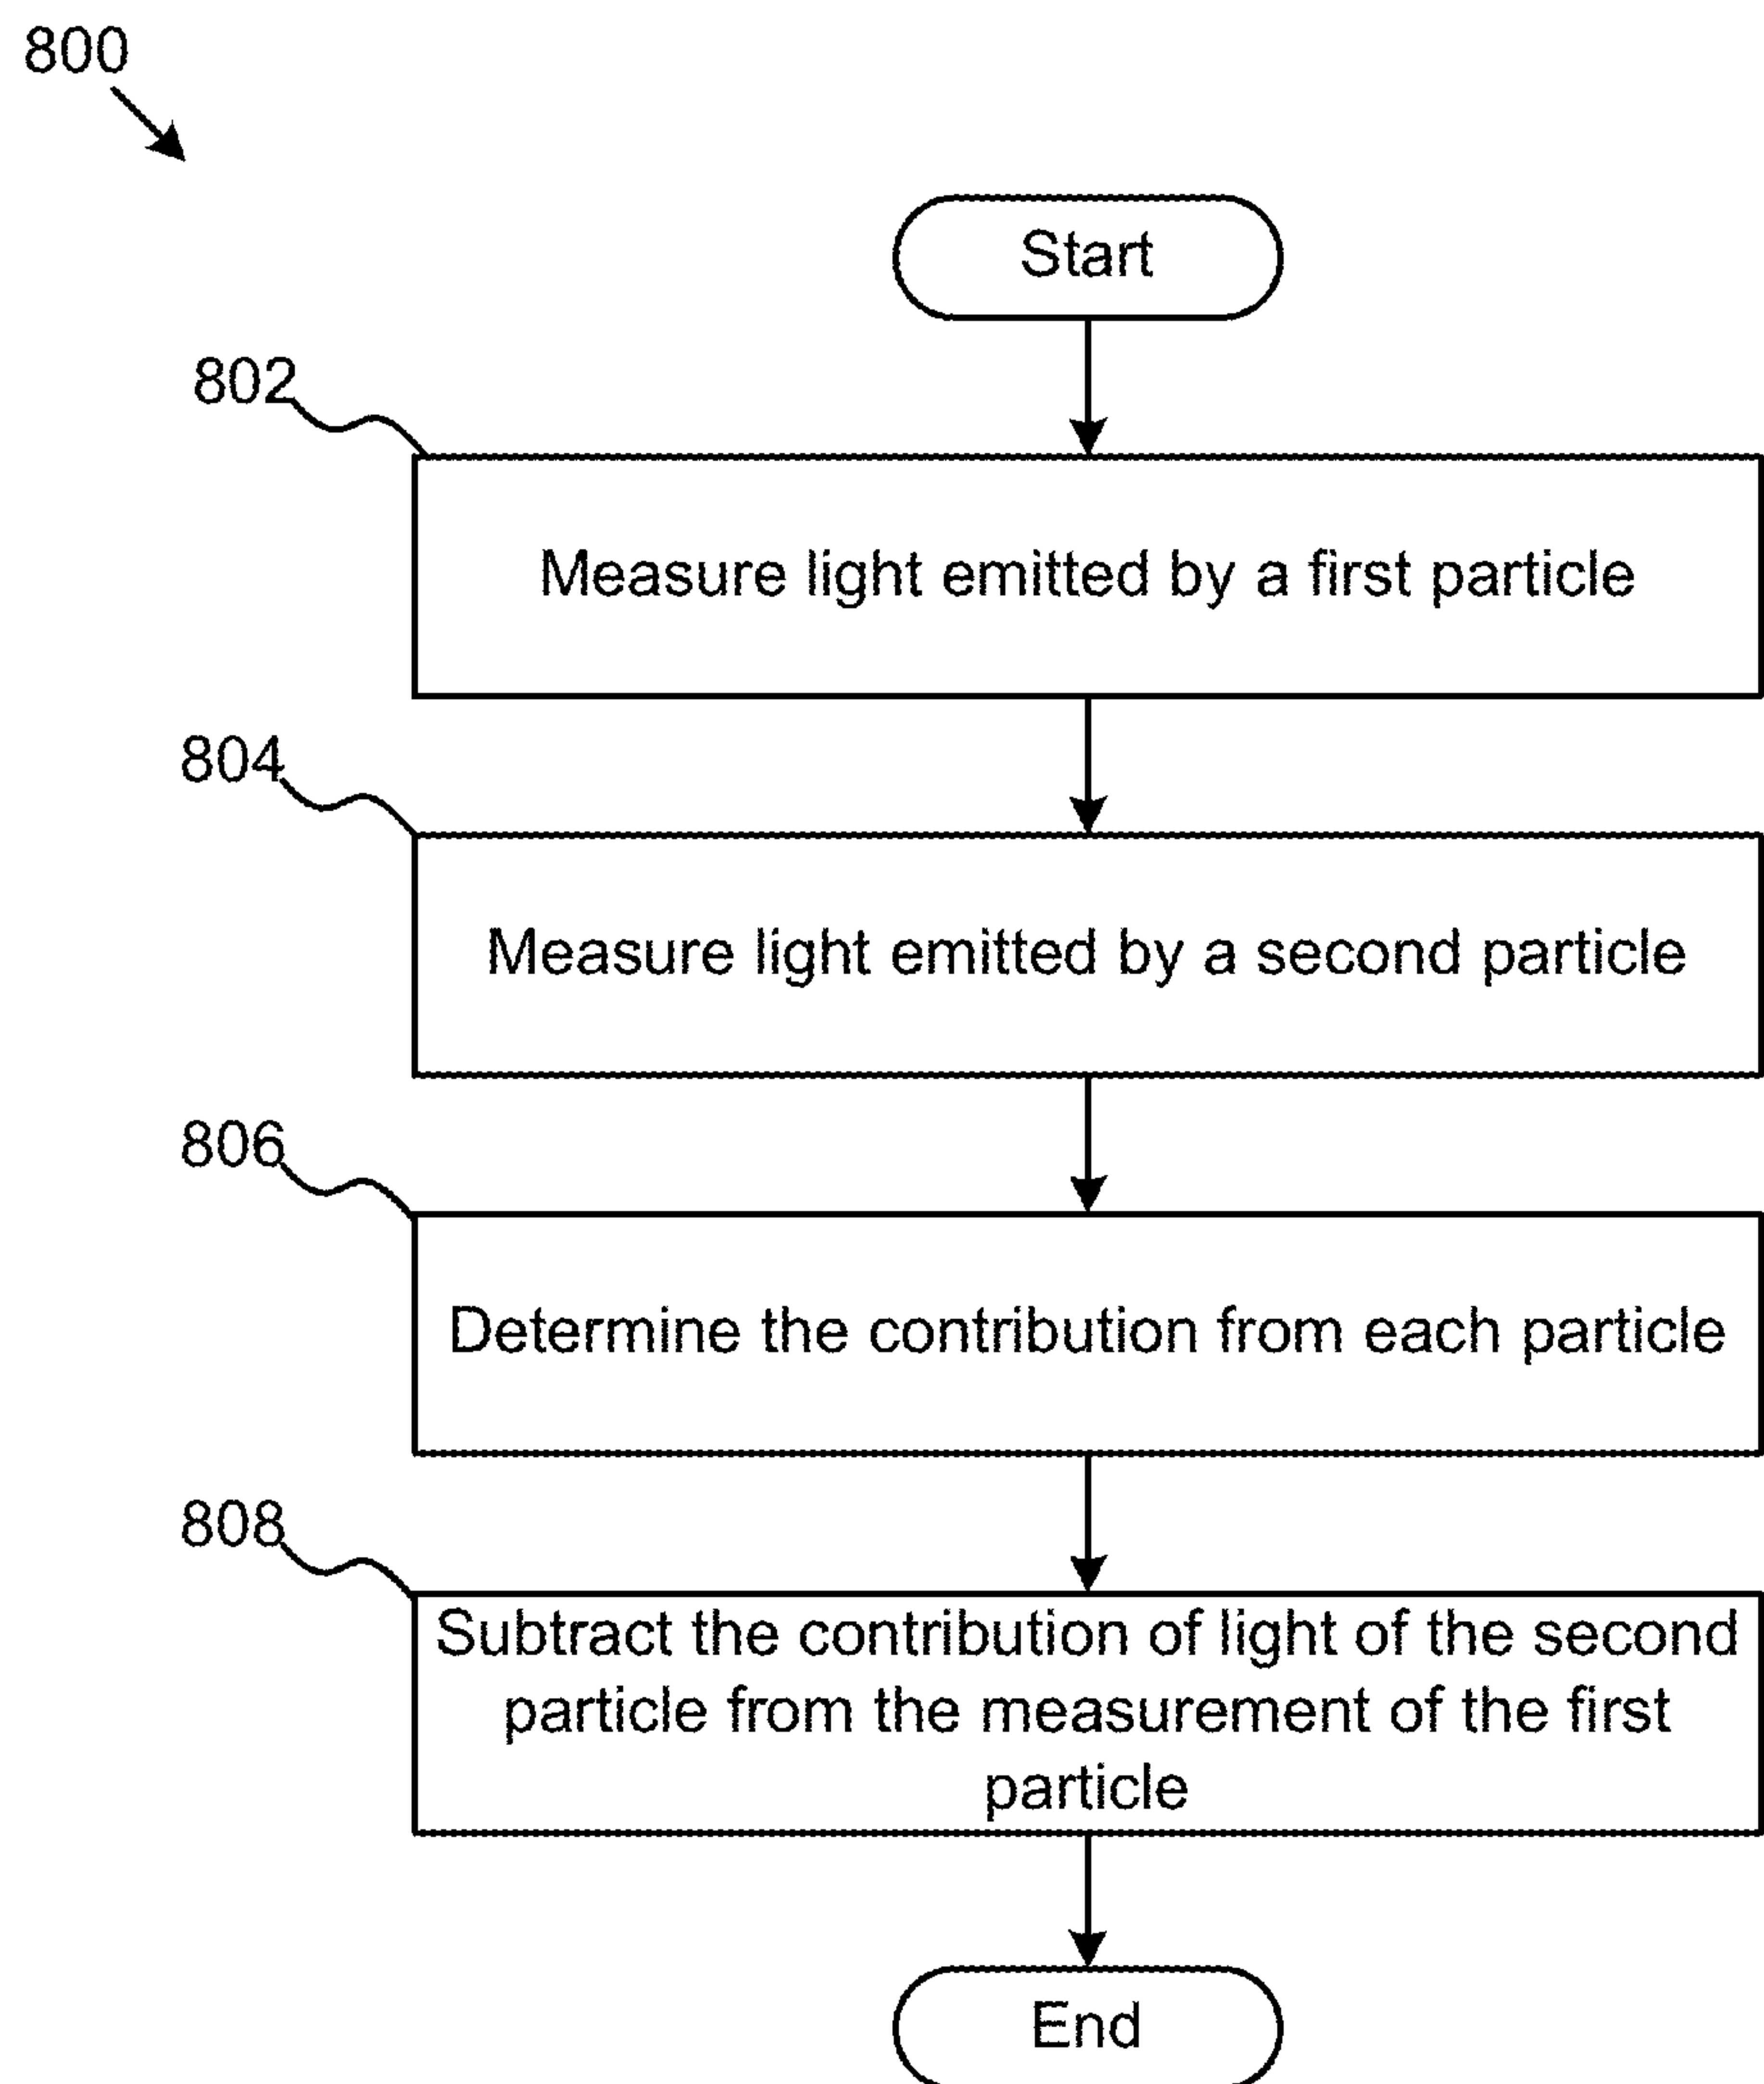 800
Start
802
Measure light emitted by a first particle
804
Measure light emitted by a second particle
806
Determine the contribution from each particle
808
Subtract the contribution of light of the second
particle from the measurement of the first
particle
End